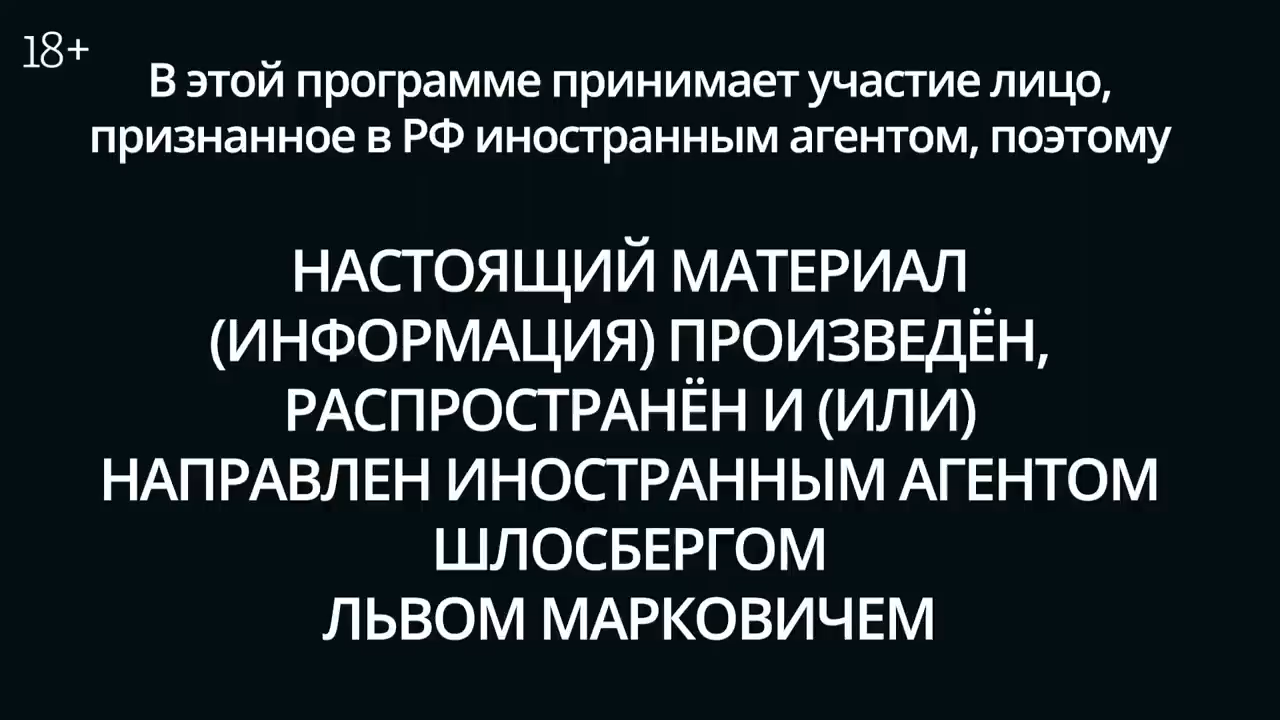 18+
В этой программе принимает участие лицо,
признанное в РФ иностранным агентом, поэтому
НАСТОЯЩИЙ МАТЕРИАЛ
(ИНФОРМАЦИЯ) ПРОИЗВЕДЁН,
РАСПРОСТРАНЁН И (ИЛИ)
НАПРАВЛЕН ИНОСТРАННЫМ АГЕНТОМ
ШЛОСБЕРГОМ
ЛЬВОМ МАРКОВИЧЕМ